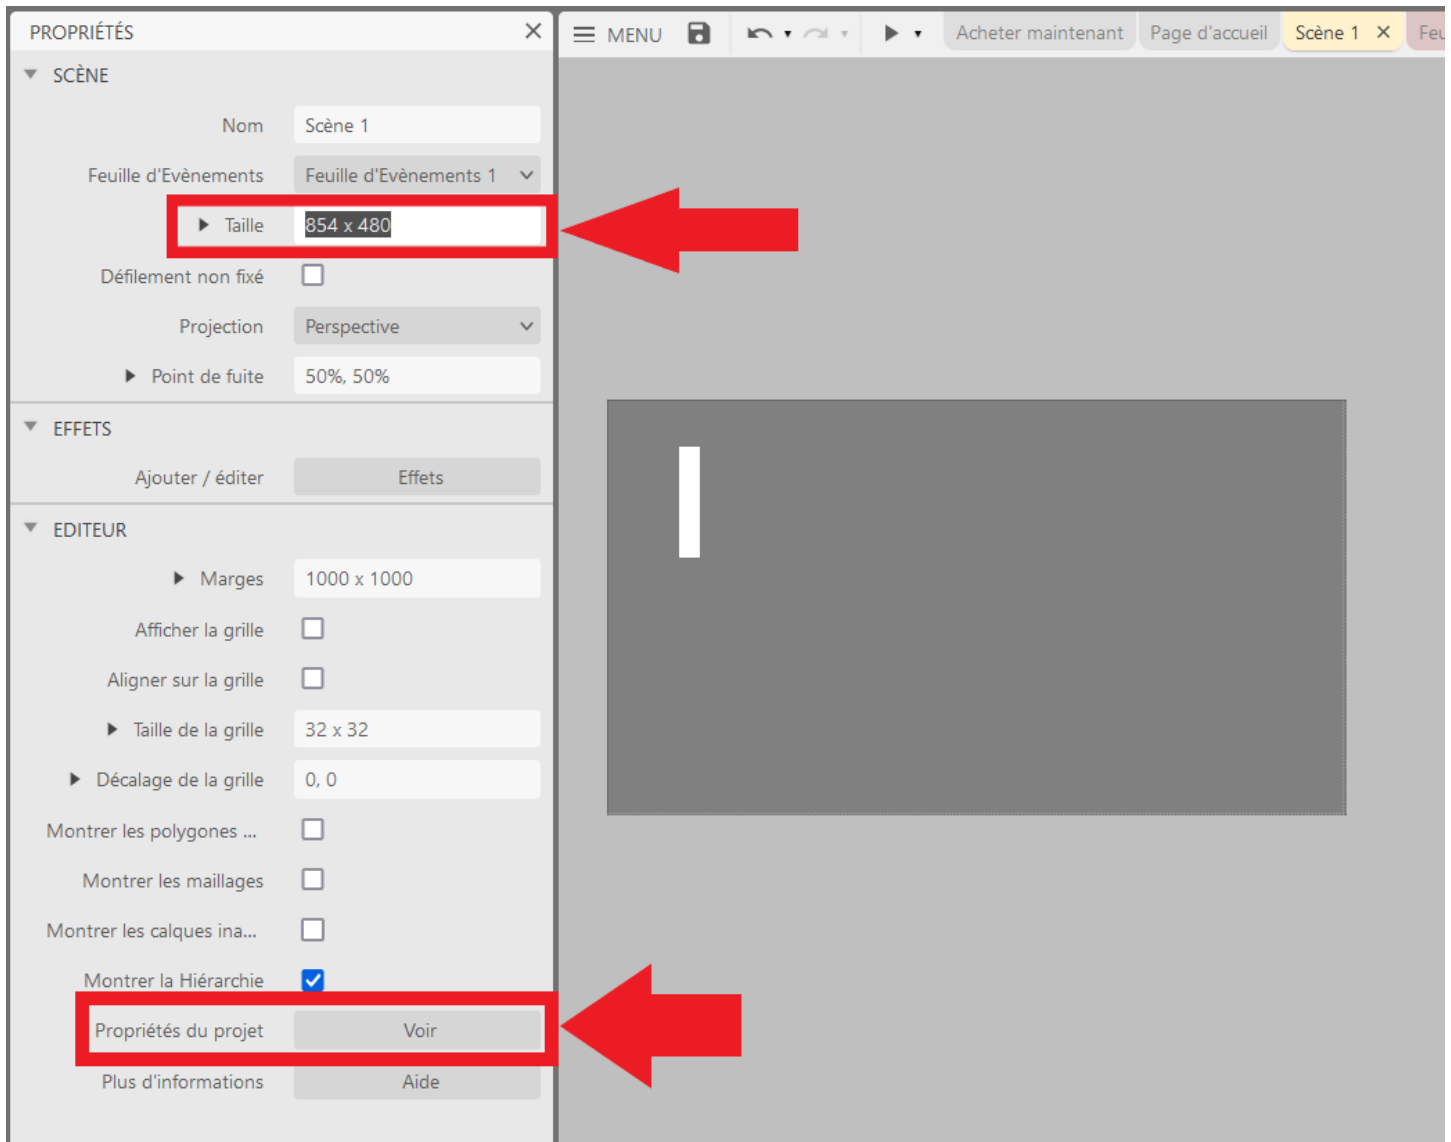 PROPRIÉTÉS
MENU
Acheter maintenant
Page d'accueil
Scène 1
Feu
SCÈNE
Nom
Scène 1
Feuille d'Evènements
Feuille d'Evènements 1
Taille
854 x 480
Défilement non fixé
Projection
Perspective
Point de fuite
50%, 50%
EFFETS
Ajouter / éditer
Effets
EDITEUR
Marges
1000 x 1000
Afficher la grille
Aligner sur la grille
Taille de la grille
32 x 32
Décalage de la grille
0, 0
Montrer les polygones ...
Montrer les maillages
Montrer les calques ina...
Montrer la Hiérarchie
Propriétés du projet
Voir
Plus d'informations
Aide